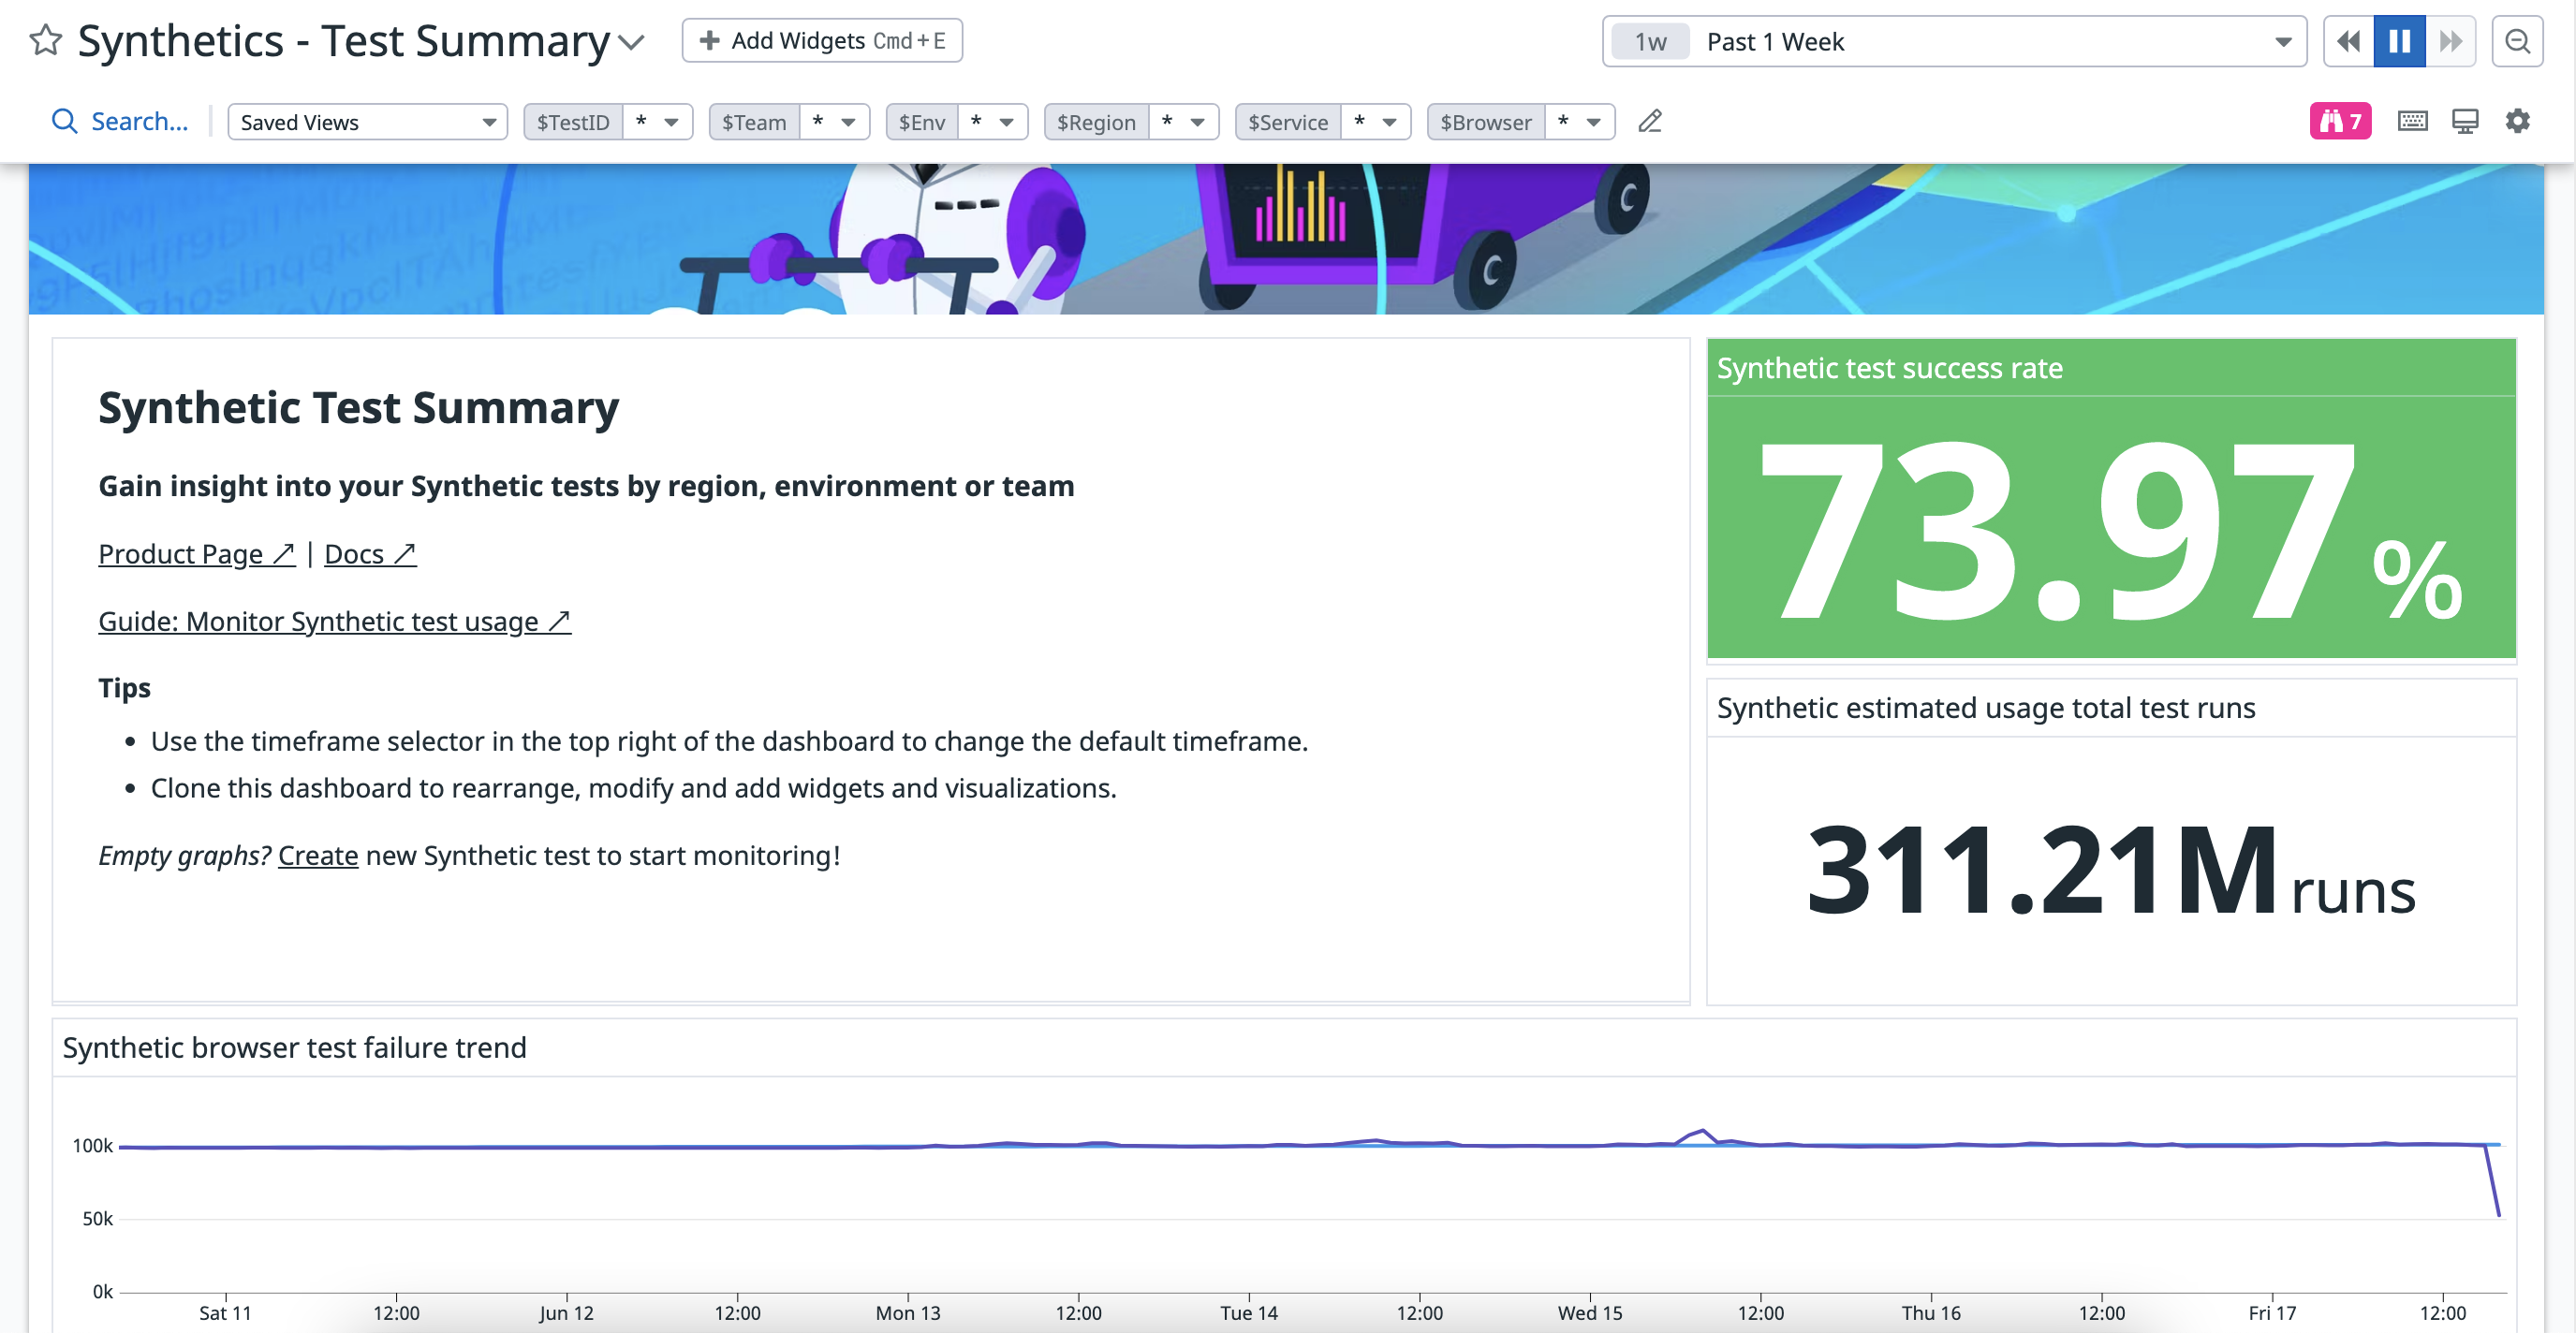 Synthetics - Test Summary
Add Widgets Cmd+E
1w Past 1 Week
Search...
Saved Views
$TestID *
$Team *
$Env *
$Region *
$Service *
$Browser *
7
Synthetic Test Summary
Gain insight into your Synthetic tests by region, environment or team
Product Page ↗ | Docs ↗
Guide: Monitor Synthetic test usage ↗
Tips
• Use the timeframe selector in the top right of the dashboard to change the default timeframe.
• Clone this dashboard to rearrange, modify and add widgets and visualizations.
Empty graphs? Create new Synthetic test to start monitoring!
Synthetic test success rate
73.97%
Synthetic estimated usage total test runs
311.21M runs
Synthetic browser test failure trend
100k
50k
0k
Sat 11 12:00 Jun 12 12:00 Mon 13 12:00 Tue 14 12:00 Wed 15 12:00 Thu 16 12:00 Fri 17 12:00